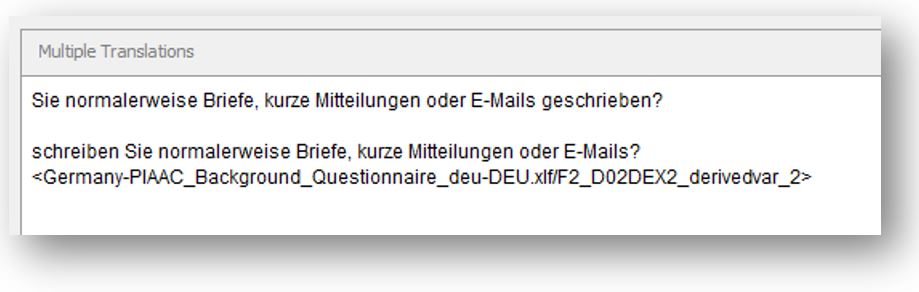 Multiple Translations
Sie normalerweise Briefe, kurze Mitteilungen oder E-Mails geschrieben?
schreiben Sie normalerweise Briefe, kurze Mitteilungen oder E-Mails?
<Germany-PIAAC_Background_Questionnaire_deu-DEU.xlf/F2_D02DEX2_derivedvar_2>